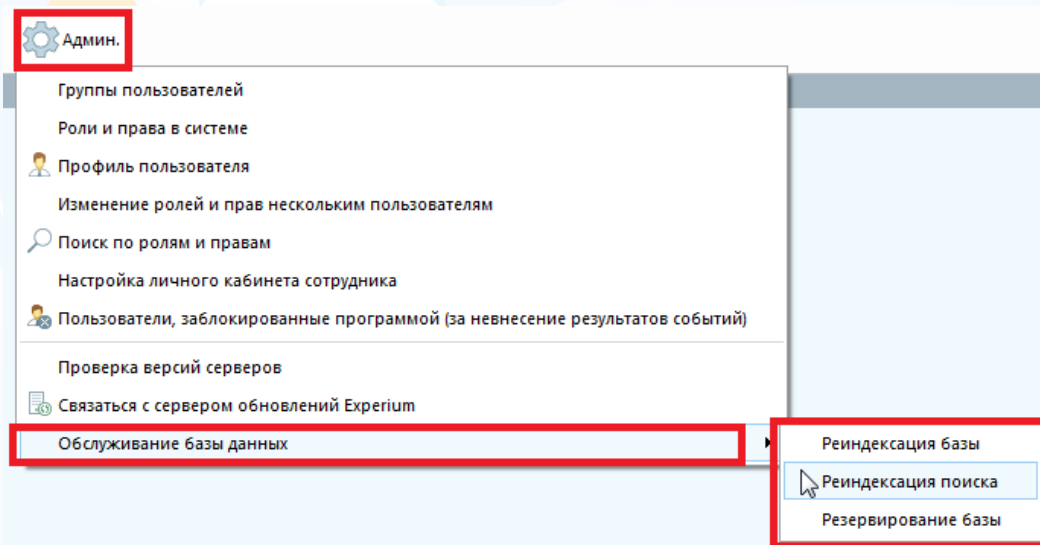 Админ.
Группы пользователей
Роли и права в системе
Профиль пользователя
Изменение ролей и прав нескольким пользователям
Поиск по ролям и правам
Настройка личного кабинета сотрудника
Пользователи, заблокированные программой (за невнесение результатов событий)
Проверка версий серверов
Связаться с сервером обновлений Experium
Обслуживание базы данных
Реиндексация базы
Реиндексация поиска
Резервирование базы